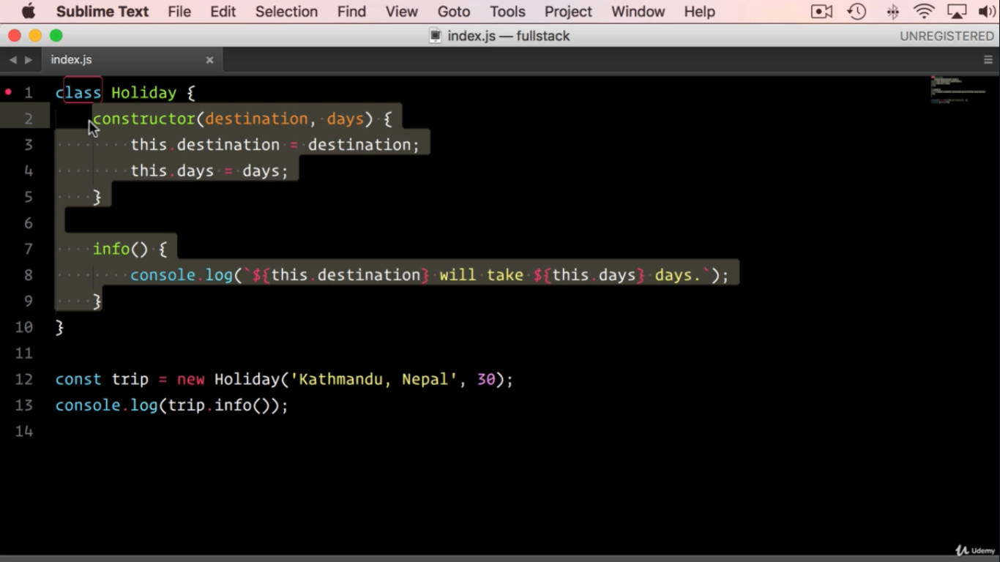 Sublime Text File Edit Selection Find View Goto Tools Project Window Help
index.js — fullstack UNREGISTERED
index.js
1 class Holiday {
2 constructor(destination, days) {
3 this.destination = destination;
4 this.days = days;
5 }
6
7 info() {
8 console.log(`${this.destination} will take ${this.days} days.`);
9 }
10 }
11
12 const trip = new Holiday('Kathmandu, Nepal', 30);
13 console.log(trip.info());
14
Udemy